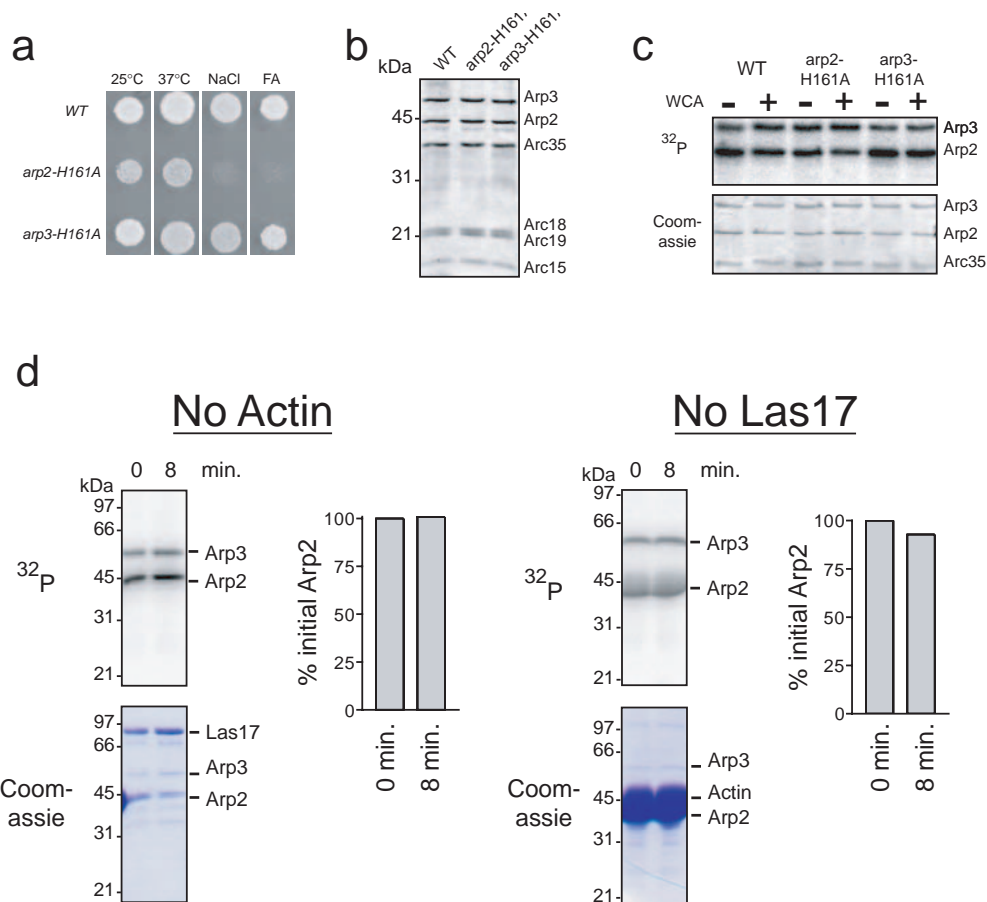 a
25°C 37°C NaCl FA
WT
arp2-H161A
arp3-H161A
b
kDa
WT arp2-H161, arp3-H161,
45
31
21
Arp3
Arp2
Arc35
Arc18
Arc19
Arc15
c
WT arp2-H161A arp3-H161A
WCA - + - + - +
32P
Arp3
Arp2
Coom-
assie
Arp3
Arp2
Arc35
d
No Actin
0 8 min.
kDa
97
66
45
31
21
32P
Arp3
Arp2
97
66
45
31
21
Coom-
assie
Las17
Arp3
Arp2
% initial Arp2
100
75
50
25
0
0 min.
8 min.
No Las17
0 8 min.
kDa
97
66
45
31
21
32P
Arp3
Arp2
97
66
45
31
21
Coom-
assie
Arp3
Actin
Arp2
% initial Arp2
100
75
50
25
0
0 min.
8 min.